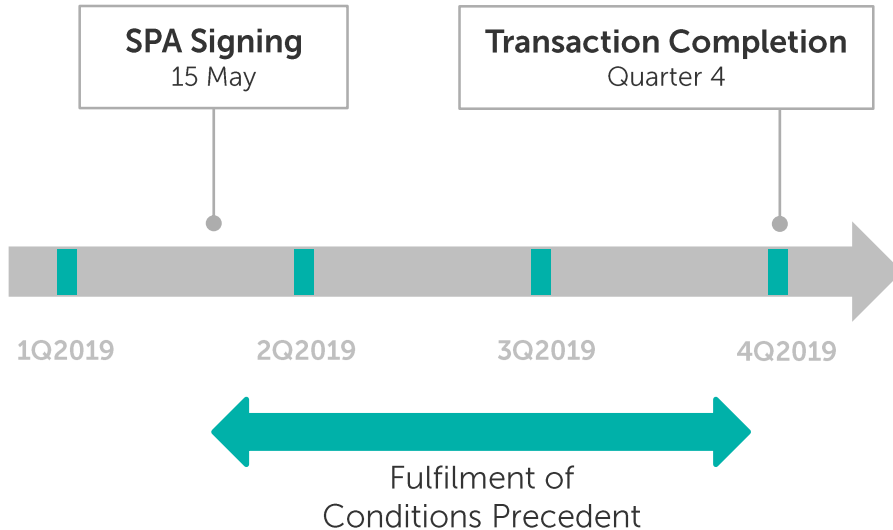 SPA Signing
15 May
Transaction Completion
Quarter 4
1Q2019
2Q2019
3Q2019
4Q2019
Fulfilment of
Conditions Precedent